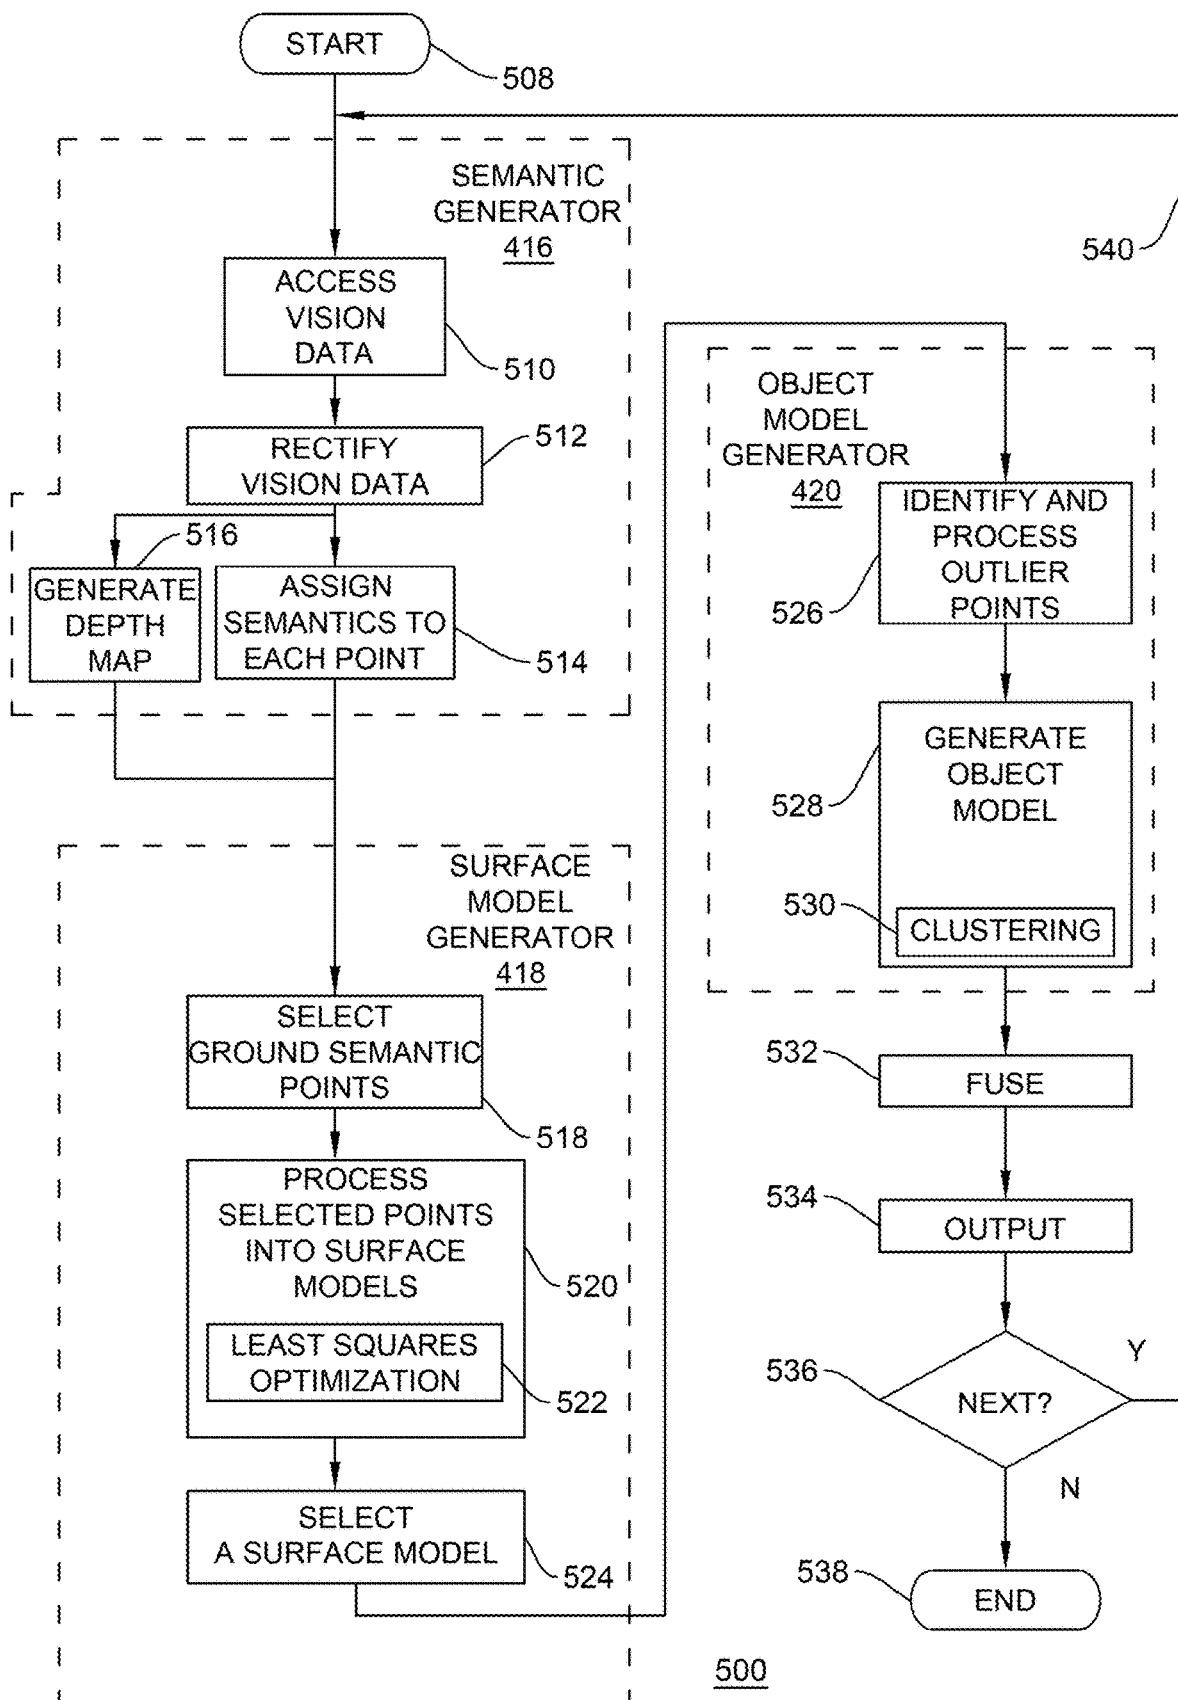 START
508
SEMANTIC
GENERATOR
416
540
ACCESS
VISION
DATA
510
RECTIFY
VISION DATA
512
516
GENERATE
DEPTH
MAP
ASSIGN
SEMANTICS TO
EACH POINT
514
SURFACE
MODEL
GENERATOR
418
SELECT
GROUND SEMANTIC
POINTS
518
PROCESS
SELECTED POINTS
INTO SURFACE
MODELS
520
LEAST SQUARES
OPTIMIZATION
522
SELECT
A SURFACE MODEL
524
OBJECT
MODEL
GENERATOR
420
IDENTIFY AND
PROCESS
OUTLIER
POINTS
526
GENERATE
OBJECT
MODEL
528
530
CLUSTERING
532
FUSE
534
OUTPUT
536
NEXT?
Y
N
538
END
500